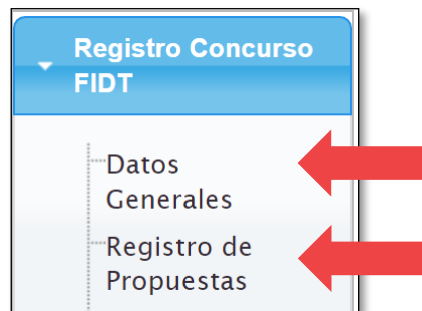 Registro Concurso
FIDT
Datos
Generales
Registro de
Propuestas